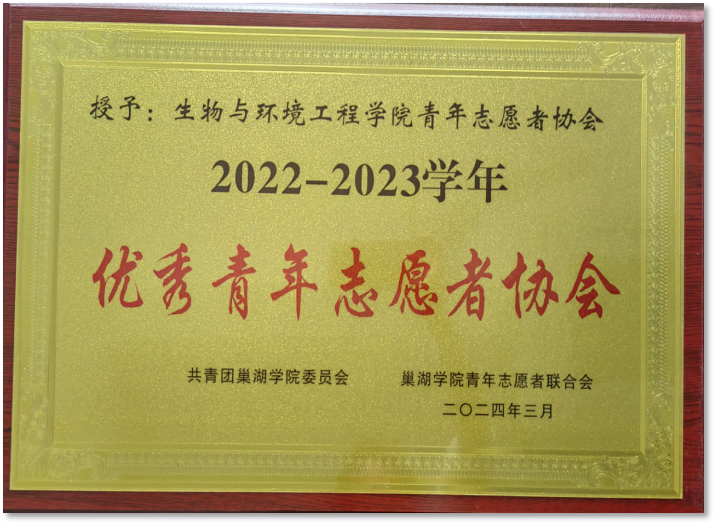 授予：生物与环境工程学院青年志愿者协会
2022-2023学年
优秀青年志愿者协会
共青团巢湖学院委员会 巢湖学院青年志愿者联合会
二〇二四年三月